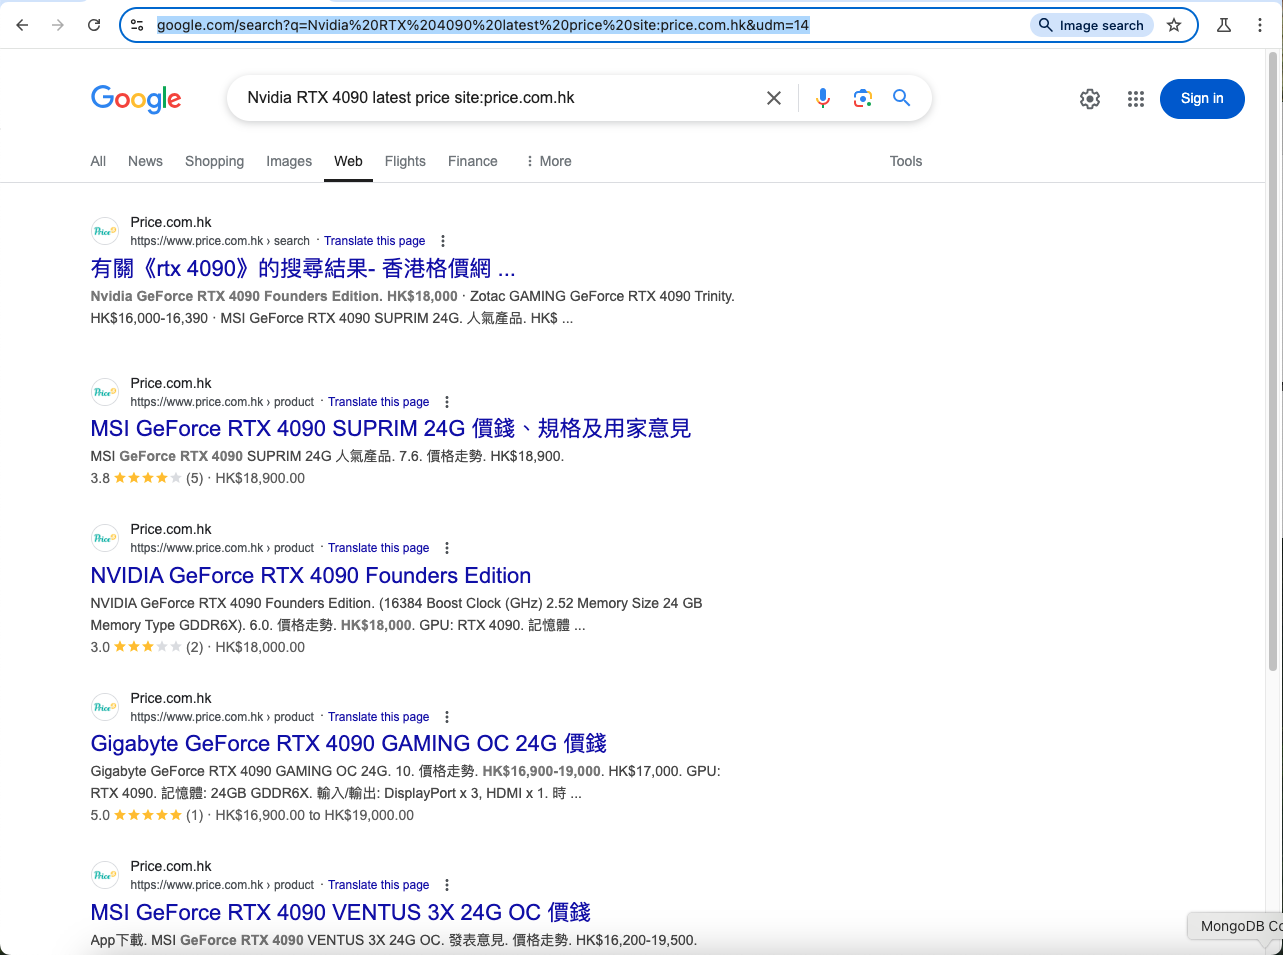 google.com/search?q=Nvidia%20RTX%204090%20latest%20price%20site:price.com.hk&udm=14
Image search
Google
Nvidia RTX 4090 latest price site:price.com.hk
Sign in
All News Shopping Images Web Flights Finance More Tools
Price.com.hk
Price
https://www.price.com.hk › search · Translate this page
有關《rtx 4090》的搜尋結果- 香港格價網 ...
Nvidia GeForce RTX 4090 Founders Edition. HK$18,000 · Zotac GAMING GeForce RTX 4090 Trinity.
HK$16,000-16,390 · MSI GeForce RTX 4090 SUPRIM 24G. 人氣產品. HK$ ...
Price.com.hk
Price
https://www.price.com.hk › product · Translate this page
MSI GeForce RTX 4090 SUPRIM 24G 價錢、規格及用家意見
MSI GeForce RTX 4090 SUPRIM 24G 人氣產品. 7.6. 價格走勢. HK$18,900.
3.8 ★★★★★ (5) · HK$18,900.00
Price.com.hk
Price
https://www.price.com.hk › product · Translate this page
NVIDIA GeForce RTX 4090 Founders Edition
NVIDIA GeForce RTX 4090 Founders Edition. (16384 Boost Clock (GHz) 2.52 Memory Size 24 GB
Memory Type GDDR6X). 6.0. 價格走勢. HK$18,000. GPU: RTX 4090. 記憶體 ...
3.0 ★★★★★ (2) · HK$18,000.00
Price.com.hk
Price
https://www.price.com.hk › product · Translate this page
Gigabyte GeForce RTX 4090 GAMING OC 24G 價錢
Gigabyte GeForce RTX 4090 GAMING OC 24G. 10. 價格走勢. HK$16,900-19,000. HK$17,000. GPU:
RTX 4090. 記憶體: 24GB GDDR6X. 輸入/輸出: DisplayPort x 3, HDMI x 1. 時 ...
5.0 ★★★★★ (1) · HK$16,900.00 to HK$19,000.00
Price.com.hk
Price
https://www.price.com.hk › product · Translate this page
MSI GeForce RTX 4090 VENTUS 3X 24G OC 價錢
App下載. MSI GeForce RTX 4090 VENTUS 3X 24G OC. 發表意見. 價格走勢. HK$16,200-19,500.
MongoDB Co